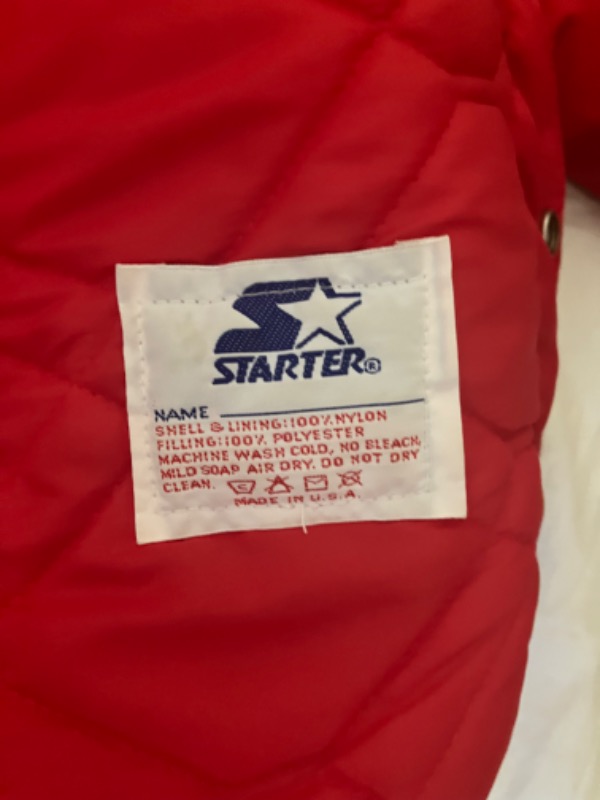 STARTER®
NAME
SHELL & LINING:100% NYLON
FILLING:100% POLYESTER
MACHINE WASH COLD, NO BLEACH,
MILD SOAP AIR DRY. DO NOT DRY
CLEAN.
MADE IN U.S.A.